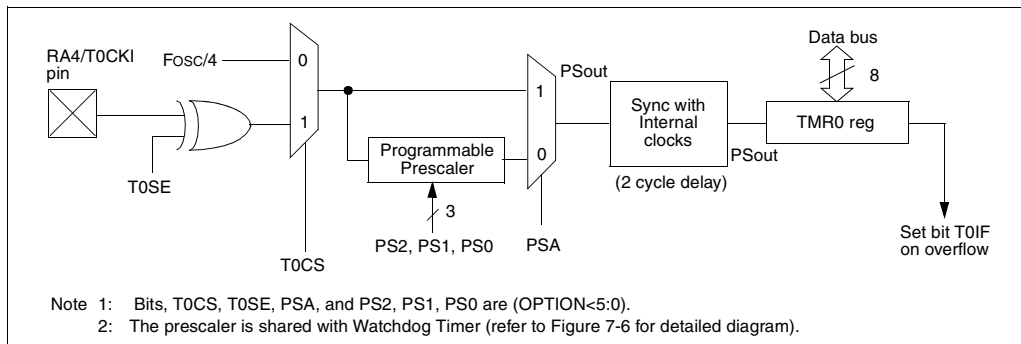 RA4/T0CKI
pin
FOSC/4
0
1
T0SE
T0CS
Programmable
Prescaler
3
PS2, PS1, PS0
1
0
PSA
PSout
Sync with
Internal
clocks
(2 cycle delay)
PSout
Data bus
8
TMR0 reg
Set bit T0IF
on overflow
Note 1: Bits, T0CS, T0SE, PSA, and PS2, PS1, PS0 are (OPTION<5:0).
2: The prescaler is shared with Watchdog Timer (refer to Figure 7-6 for detailed diagram).